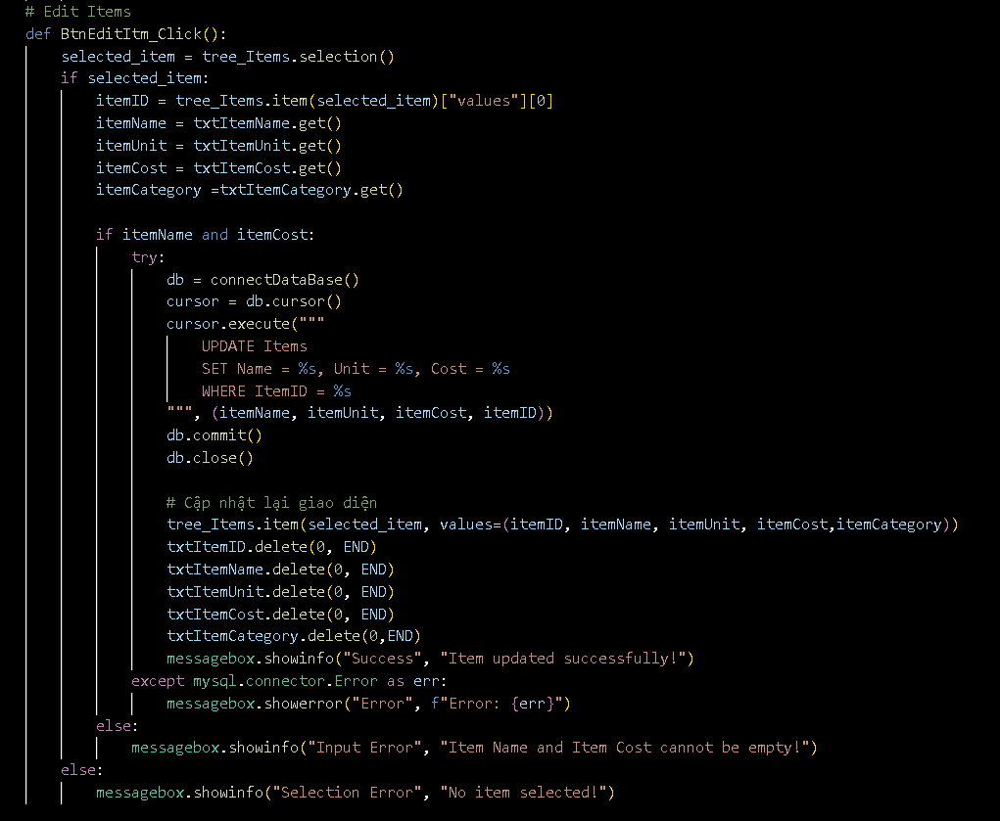 # Edit Items
def BtnEditItm_Click():
    selected_item = tree_Items.selection()
    if selected_item:
        itemID = tree_Items.item(selected_item)["values"][0]
        itemName = txtItemName.get()
        itemUnit = txtItemUnit.get()
        itemCost = txtItemCost.get()
        itemCategory =txtItemCategory.get()

        if itemName and itemCost:
            try:
                db = connectDataBase()
                cursor = db.cursor()
                cursor.execute("""
                    UPDATE Items
                    SET Name = %s, Unit = %s, Cost = %s
                    WHERE ItemID = %s
                """, (itemName, itemUnit, itemCost, itemID))
                db.commit()
                db.close()

                # Cập nhật lại giao diện
                tree_Items.item(selected_item, values=(itemID, itemName, itemUnit, itemCost,itemCategory))
                txtItemID.delete(0, END)
                txtItemName.delete(0, END)
                txtItemUnit.delete(0, END)
                txtItemCost.delete(0, END)
                txtItemCategory.delete(0,END)
                messagebox.showinfo("Success", "Item updated successfully!")
            except mysql.connector.Error as err:
                messagebox.showerror("Error", f"Error: {err}")
        else:
            messagebox.showinfo("Input Error", "Item Name and Item Cost cannot be empty!")
    else:
        messagebox.showinfo("Selection Error", "No item selected!")